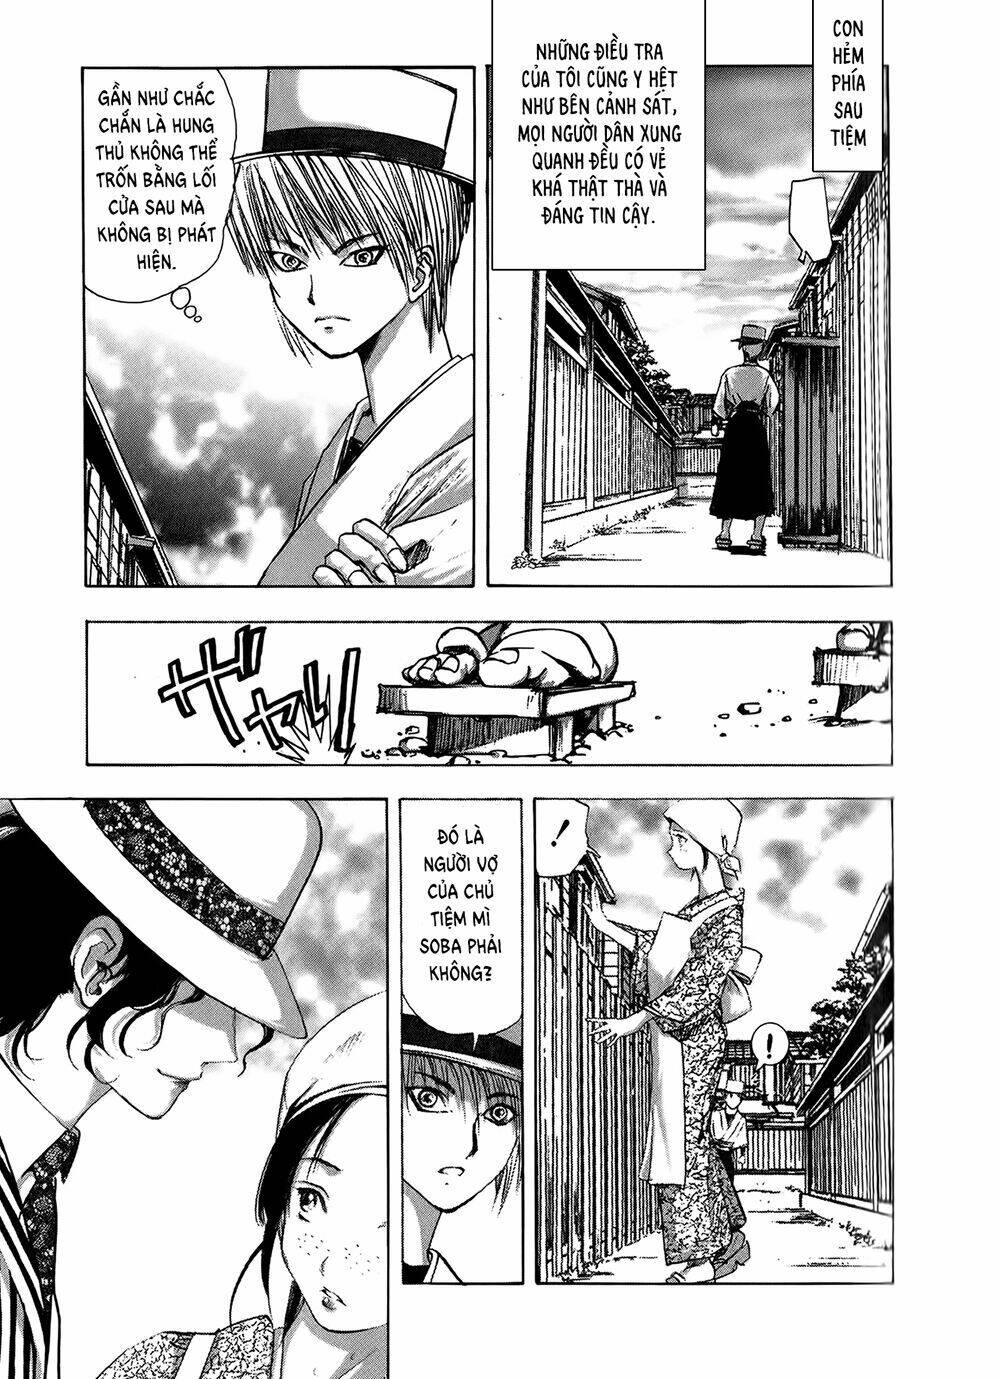 CON
HẺM
PHÍA
SAU
TIỆM
NHỮNG ĐIỀU TRA
CỦA TÔI CŨNG Y HỆT
NHƯ BÊN CẢNH SÁT,
MỌI NGƯỜI DÂN XUNG
QUANH ĐỀU CÓ VẺ
KHÁ THẬT THÀ VÀ
ĐÁNG TIN CẬY.
GẦN NHƯ CHẮC
CHẮN LÀ HUNG
THỦ KHÔNG THỂ
TRỐN BẰNG LỐI
CỬA SAU MÀ
KHÔNG BỊ PHÁT
HIỆN.
ザッ
ザャリ
!
!
ĐÓ LÀ
NGƯỜI VỢ
CỦA CHỦ
TIỆM MÌ
SOBA PHẢI
KHÔNG?